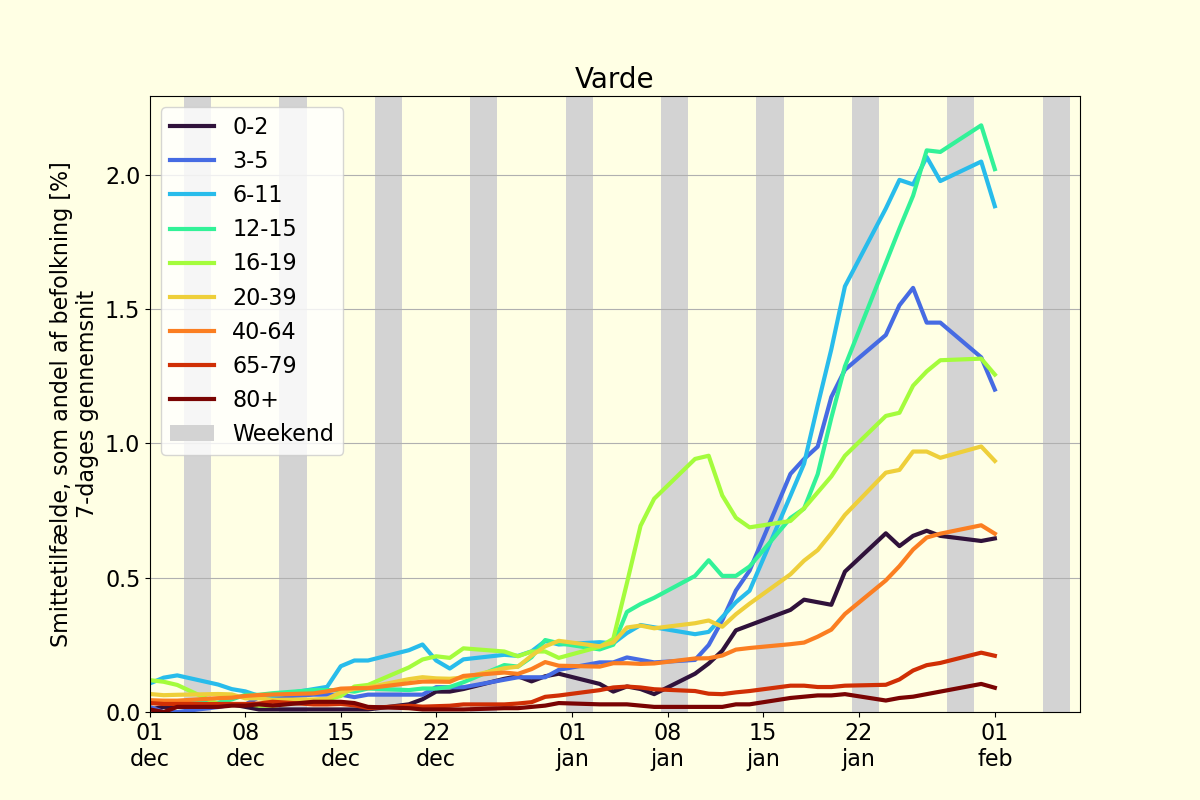 Varde
Smittetilfælde, som andel af befolkning [%]
7-dages gennemsnit
2.0
1.5
1.0
0.5
0.0
0-2
3-5
6-11
12-15
16-19
20-39
40-64
65-79
80+
Weekend
01 08 15 22 01 08 15 22 01
dec dec dec dec jan jan jan jan feb